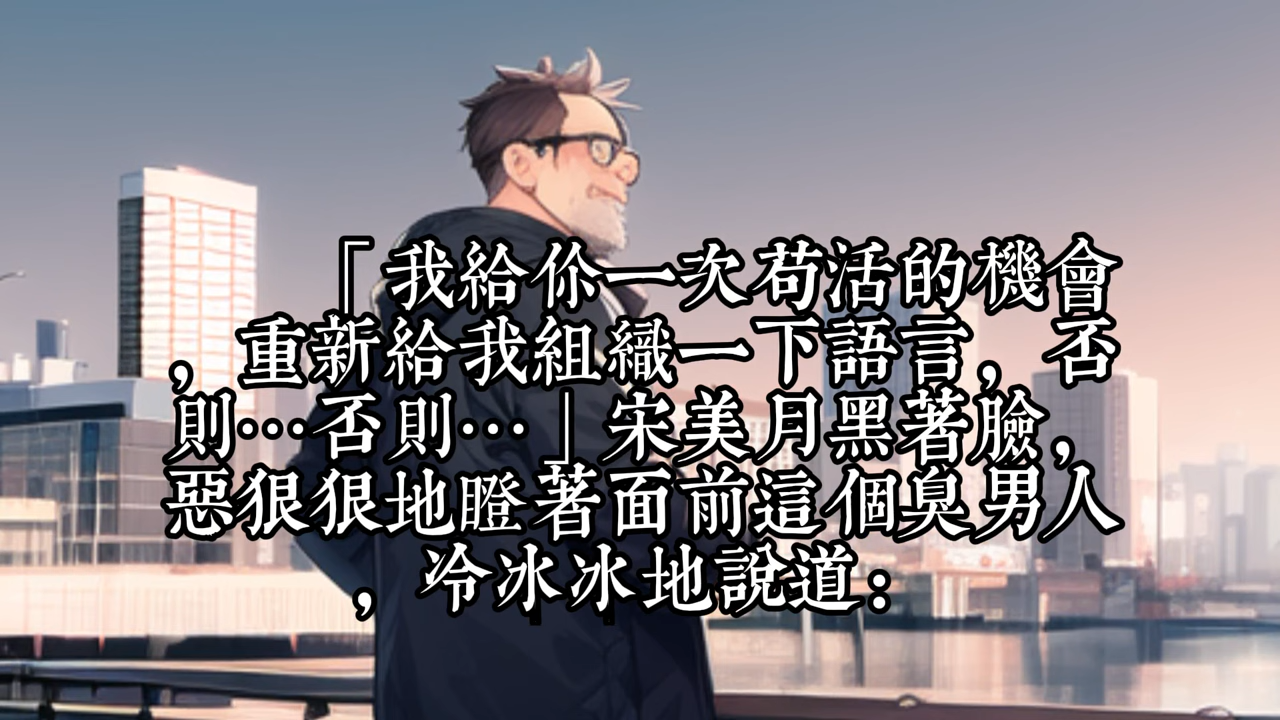 「我給你一次苟活的機會
，重新給我組織一下語言，否
則…否則…」宋美月黑著臉，
惡狠狠地瞪著面前這個臭男人
，冷冰冰地說道：